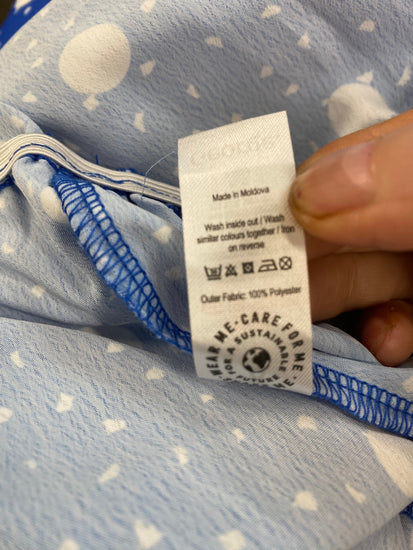 Made in Moldova
Wash inside out / Wash
similar colours together / Iron
on reverse
Outer Fabric: 100% Polyester
WEAR ME·CARE FOR ME·
FOR A SUSTAINABLE
FUTURE